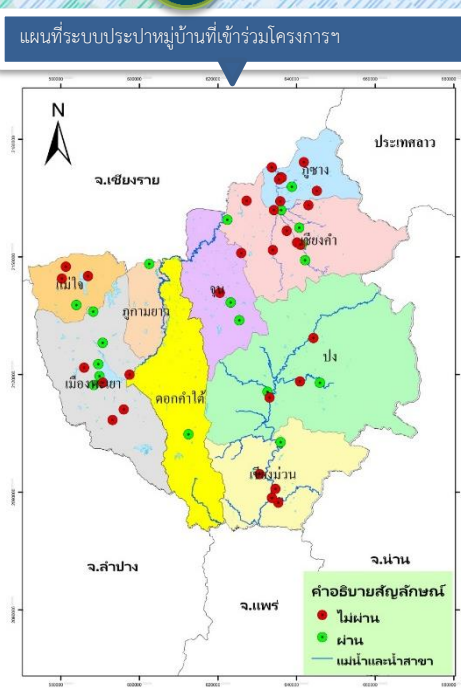 แผนที่ระบบประปาหมู่บ้านที่เข้าร่วมโครงการฯ
N
ประเทศลาว
จ.เชียงราย
ภูซาง
เชียงคำ
แม่ใจ
ภูกามยาว
จุน
ปง
เมืองพะเยา
ดอกคำใต้
เชียงม่วน
จ.ลำปาง
จ.น่าน
จ.แพร่
คำอธิบายสัญลักษณ์
ไม่ผ่าน
ผ่าน
แม่น้ำและน้ำสาขา